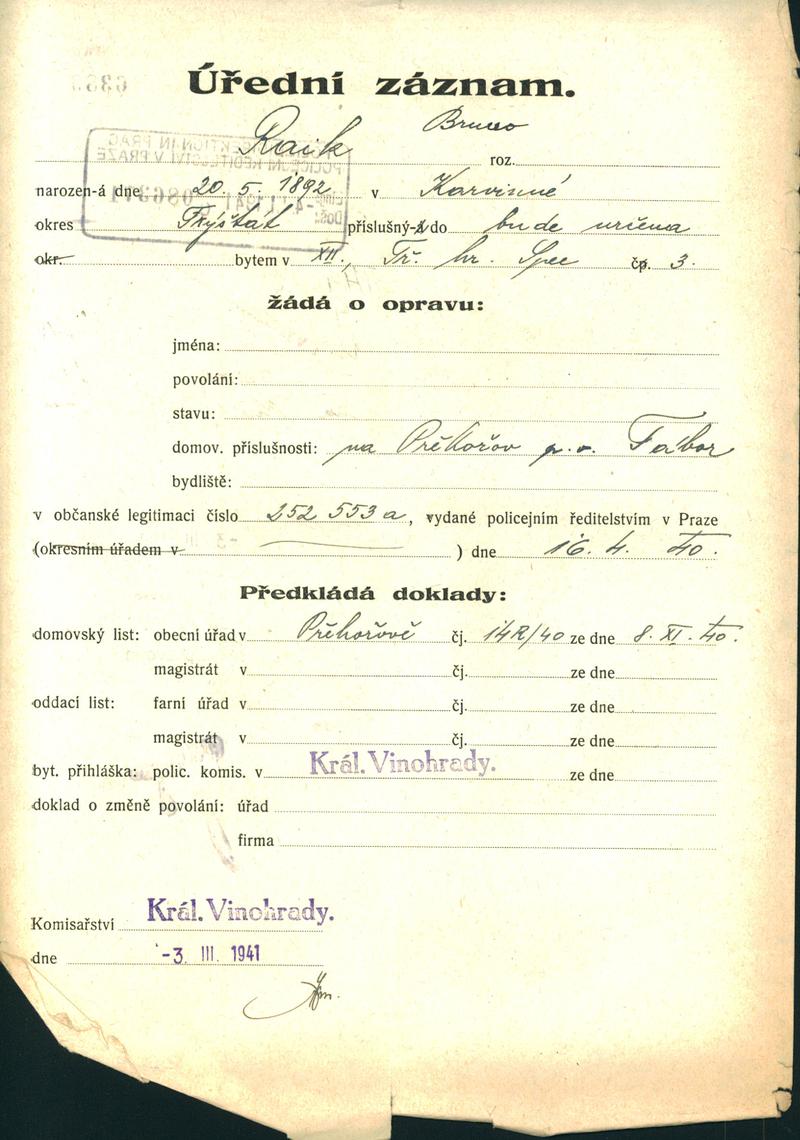 Úřední záznam.
Raik Bruno roz.
narozen-á dne 20. 5. 1892 v Karvinné
okres Frýštát příslušný-á do bude určena
okr. bytem v XII., Tř. hr. Spee čp. 3.
žádá o opravu:
jména:
povolání:
stavu:
domov. příslušnosti: na Přehořov p. o. Tábor
bydliště:
v občanské legitimaci číslo 252 553 a, vydané policejním ředitelstvím v Praze
(okresním úřadem v ) dne 16. 4. 40.
Předkládá doklady:
domovský list: obecní úřad v Přehořově čj. 142/40 ze dne 8. XI. 40.
magistrát v čj. ze dne
oddací list: farní úřad v čj. ze dne
magistrát v čj. ze dne
byt. přihláška: polic. komis. v Král. Vinohrady. ze dne
doklad o změně povolání: úřad
firma
Komisařství Král. Vinohrady.
dne -3. III. 1941